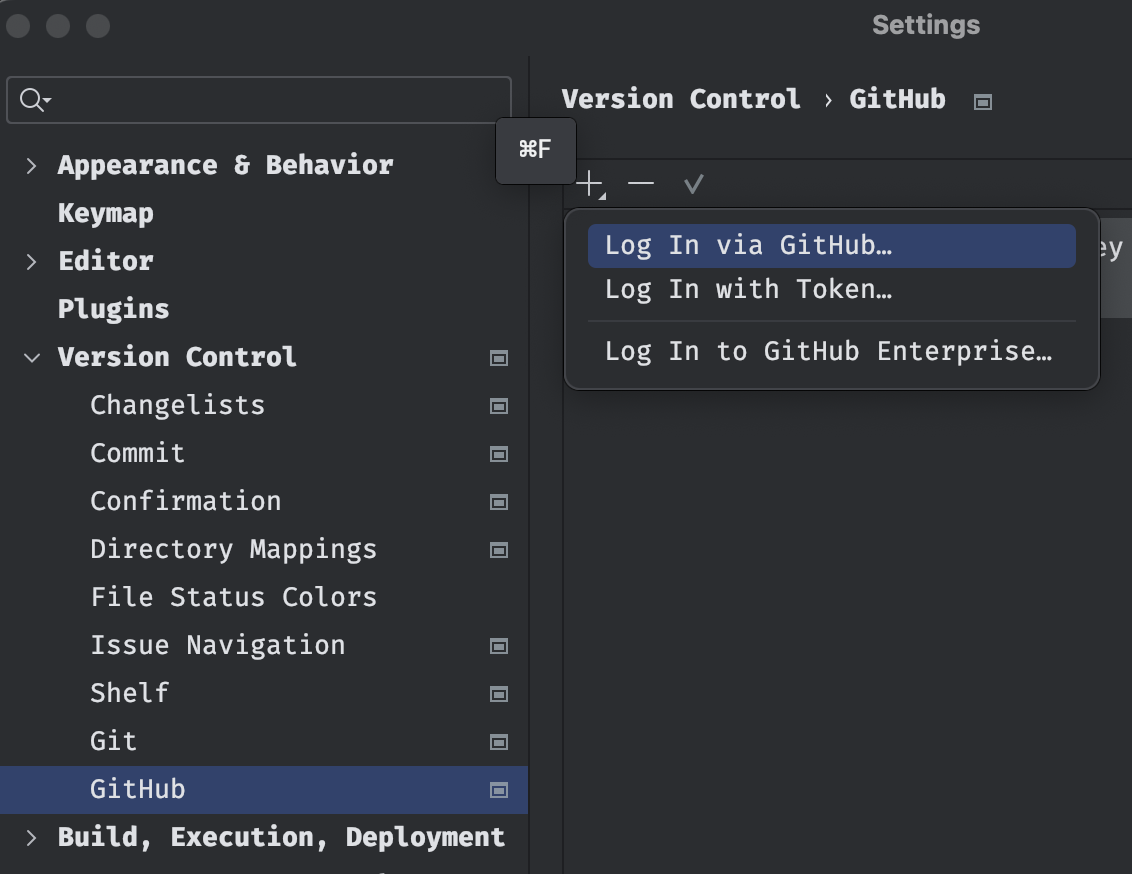 Settings
Version Control › GitHub
⌘F
Appearance & Behavior
Keymap
Editor
Plugins
Version Control
Changelists
Commit
Confirmation
Directory Mappings
File Status Colors
Issue Navigation
Shelf
Git
GitHub
Build, Execution, Deployment
Log In via GitHub…
Log In with Token…
Log In to GitHub Enterprise…